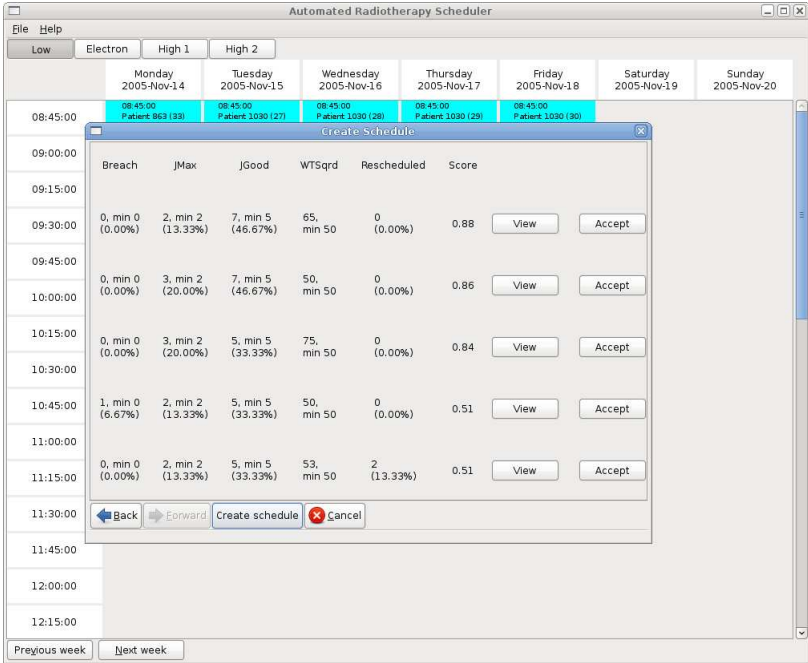 Automated Radiotherapy Scheduler
File Help
Low Electron High 1 High 2
Monday Tuesday Wednesday Thursday Friday Saturday Sunday
2005-Nov-14 2005-Nov-15 2005-Nov-16 2005-Nov-17 2005-Nov-18 2005-Nov-19 2005-Nov-20
08:45:00 08:45:00 08:45:00 08:45:00 08:45:00
08:45:00 Patient 863 (33) Patient 1030 (27) Patient 1030 (28) Patient 1030 (29) Patient 1030 (30)
Create Schedule
09:00:00
Breach JMax JGood WTSqrd Rescheduled Score
09:15:00
0, min 0 2, min 2 7, min 5 65, 0
09:30:00 (0.00%) (13.33%) (46.67%) min 50 (0.00%) 0.88 View Accept
09:45:00
0, min 0 3, min 2 7, min 5 50, 0
(0.00%) (20.00%) (46.67%) min 50 (0.00%) 0.86 View Accept
10:00:00
10:15:00
0, min 0 3, min 2 5, min 5 75, 0
(0.00%) (20.00%) (33.33%) min 50 (0.00%) 0.84 View Accept
10:30:00
1, min 0 2, min 2 5, min 5 50, 0
10:45:00 (6.67%) (13.33%) (33.33%) min 50 (0.00%) 0.51 View Accept
11:00:00
0, min 0 2, min 2 5, min 5 53, 2
11:15:00 (0.00%) (13.33%) (33.33%) min 50 (13.33%) 0.51 View Accept
11:30:00 Back Forward Create schedule Cancel
11:45:00
12:00:00
12:15:00
Previous week Next week